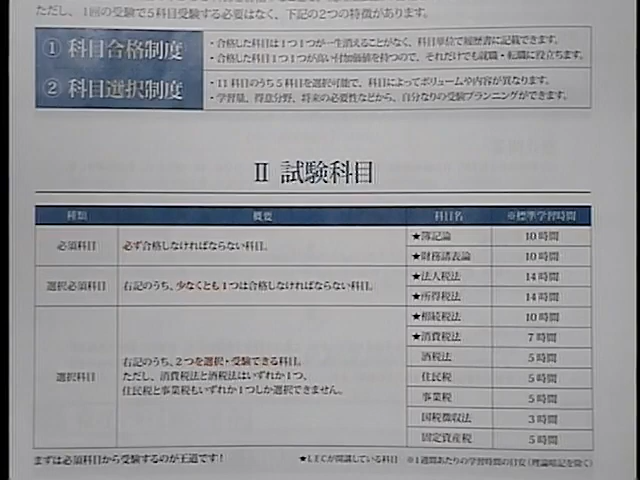 ただし、1回の受験で5科目受験する必要はなく、下記の2つの特徴があります。
① 科目合格制度
・合格した科目は1つ1つが一生消えることがなく、科目単位で履歴書に記載できます。
・合格した科目1つ1つが高い付加価値を持つので、それだけでも就職・転職に役立ちます。
② 科目選択制度
・11科目のうち5科目を選択可能で、科目によってボリュームや内容が異なります。
・学習量、得意分野、将来の必要性などから、自分なりの受験プランニングができます。
Ⅱ 試験科目
種類 概要 科目名 ※標準学習時間
必須科目 必ず合格しなければならない科目。
★簿記論 10時間
★財務諸表論 10時間
選択必須科目 右記のうち、少なくとも1つは合格しなければならない科目。
★法人税法 14時間
★所得税法 14時間
選択科目
右記のうち、2つを選択・受験できる科目。
ただし、消費税法と酒税法はいずれか1つ、
住民税と事業税もいずれか1つしか選択できません。
★相続税法 10時間
★消費税法 7時間
酒税法 5時間
住民税 5時間
事業税 5時間
国税徴収法 3時間
固定資産税 5時間
まずは必須科目から受験するのが王道です!
★LECが開講している科目 ※1週間あたりの学習時間の目安(理論暗記を除く)